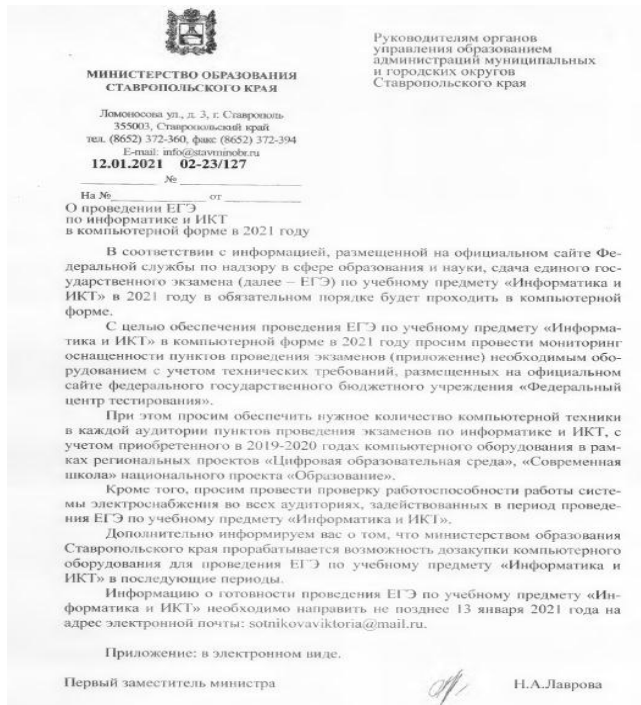 МИНИСТЕРСТВО ОБРАЗОВАНИЯ
СТАВРОПОЛЬСКОГО КРАЯ
Ломоносова ул., д. 3, г. Ставрополь
355003, Ставропольский край
тел. (8652) 372-360, факс (8652) 372-394
E-mail: info@stavminobr.ru
12.01.2021 02-23/127
№
На № от
Руководителям органов
управления образованием
администраций муниципальных
и городских округов
Ставропольского края
О проведении ЕГЭ
по информатике и ИКТ
в компьютерной форме в 2021 году
В соответствии с информацией, размещенной на официальном сайте Фе-
деральной службы по надзору в сфере образования и науки, сдача единого гос-
ударственного экзамена (далее – ЕГЭ) по учебному предмету «Информатика и
ИКТ» в 2021 году в обязательном порядке будет проходить в компьютерной
форме.
С целью обеспечения проведения ЕГЭ по учебному предмету «Информа-
тика и ИКТ» в компьютерной форме в 2021 году просим провести мониторинг
оснащенности пунктов проведения экзаменов (приложение) необходимым обо-
рудованием с учетом технических требований, размещенных на официальном
сайте федерального государственного бюджетного учреждения «Федеральный
центр тестирования».
При этом просим обеспечить нужное количество компьютерной техники
в каждой аудитории пунктов проведения экзаменов по информатике и ИКТ, с
учетом приобретенного в 2019-2020 годах компьютерного оборудования в рам-
ках региональных проектов «Цифровая образовательная среда», «Современная
школа» национального проекта «Образование».
Кроме того, просим провести проверку работоспособности работы систе-
мы электроснабжения во всех аудиториях, задействованных в период проведе-
ния ЕГЭ по учебному предмету «Информатика и ИКТ».
Дополнительно информируем вас о том, что министерством образования
Ставропольского края прорабатывается возможность дозакупки компьютерного
оборудования для проведения ЕГЭ по учебному предмету «Информатика и
ИКТ» в последующие периоды.
Информацию о готовности проведения ЕГЭ по учебному предмету «Ин-
форматика и ИКТ» необходимо направить не позднее 13 января 2021 года на
адрес электронной почты: sotnikovaviktoria@mail.ru.
Приложение: в электронном виде.
Первый заместитель министра Н.А.Лаврова